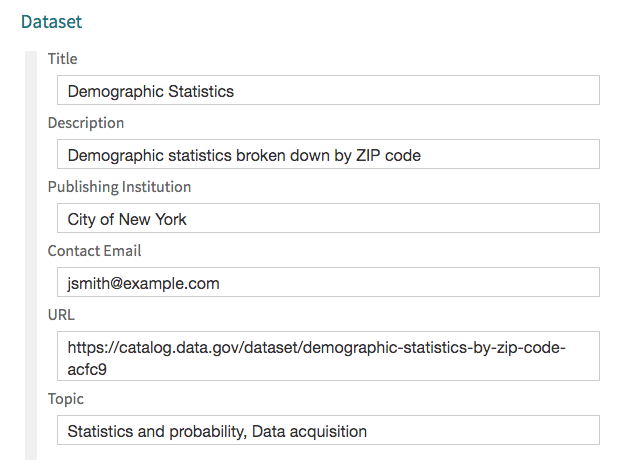 Dataset
Title
Demographic Statistics
Description
Demographic statistics broken down by ZIP code
Publishing Institution
City of New York
Contact Email
jsmith@example.com
URL
https://catalog.data.gov/dataset/demographic-statistics-by-zip-code-
acfc9
Topic
Statistics and probability, Data acquisition